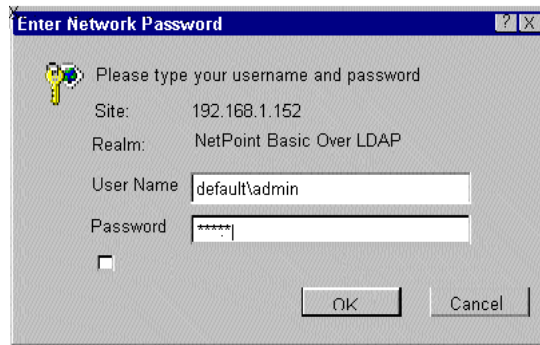 Enter Network Password
Please type your username and password
Site: 192.168.1.152
Realm: NetPoint Basic Over LDAP
User Name default\admin
Password *****
OK Cancel